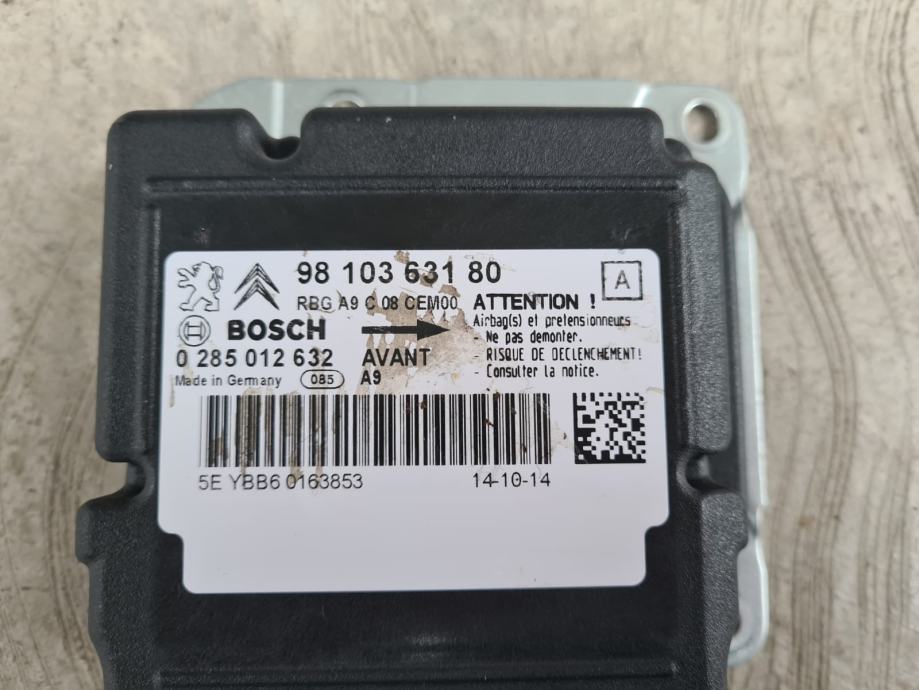 98 103 631 80
A
RBG A9 C 08 CEM00
ATTENTION !
Airbag(s) et pretensionneurs
- Ne pas demonter.
- RISQUE DE DECLENCHEMENT!
- Consulter la notice.
BOSCH
0 285 012 632
AVANT
Made in Germany
085
A9
5E YBB6 0163853
14-10-14